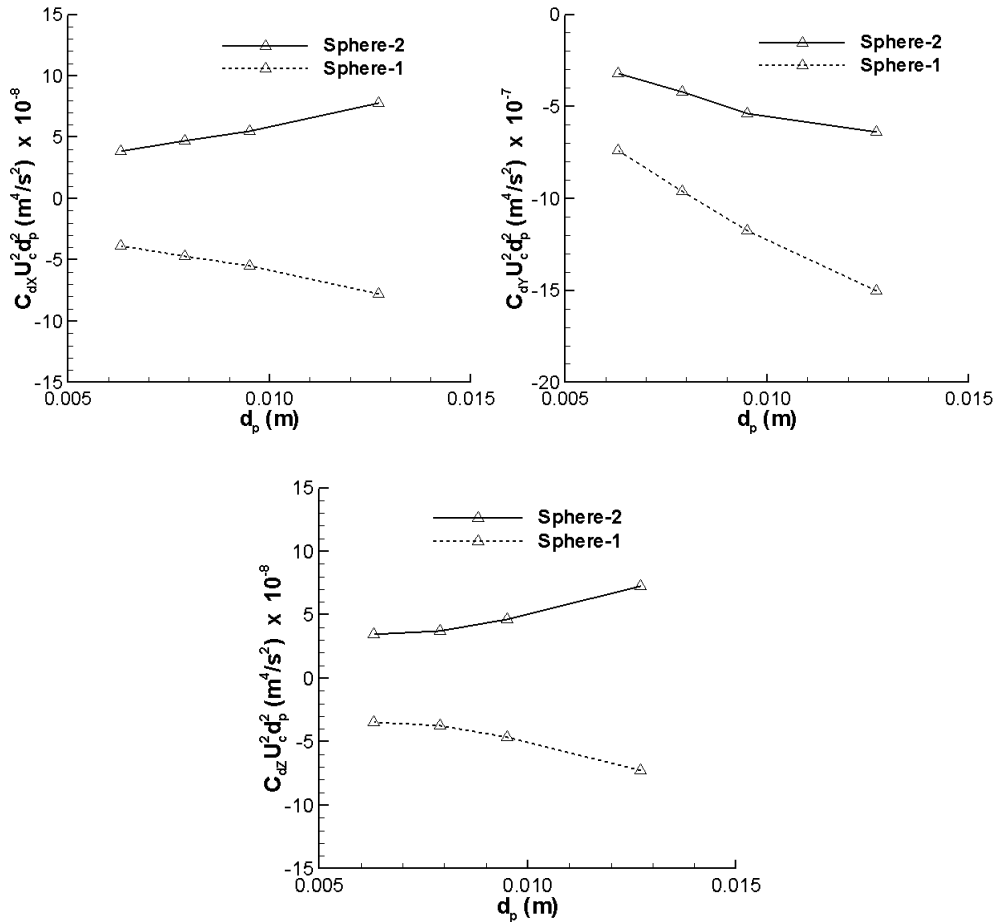 15
10
5
0
-5
-10
-15
0.005
0.010
0.015
C_dX U_c^2 d_p^2 (m^4/s^2) x 10^-8
d_p (m)
Sphere-2
Sphere-1
0
-5
-10
-15
-20
0.005
0.010
0.015
C_dY U_c^2 d_p^2 (m^4/s^2) x 10^-7
d_p (m)
Sphere-2
Sphere-1
15
10
5
0
-5
-10
-15
0.005
0.010
0.015
C_dZ U_c^2 d_p^2 (m^4/s^2) x 10^-8
d_p (m)
Sphere-2
Sphere-1